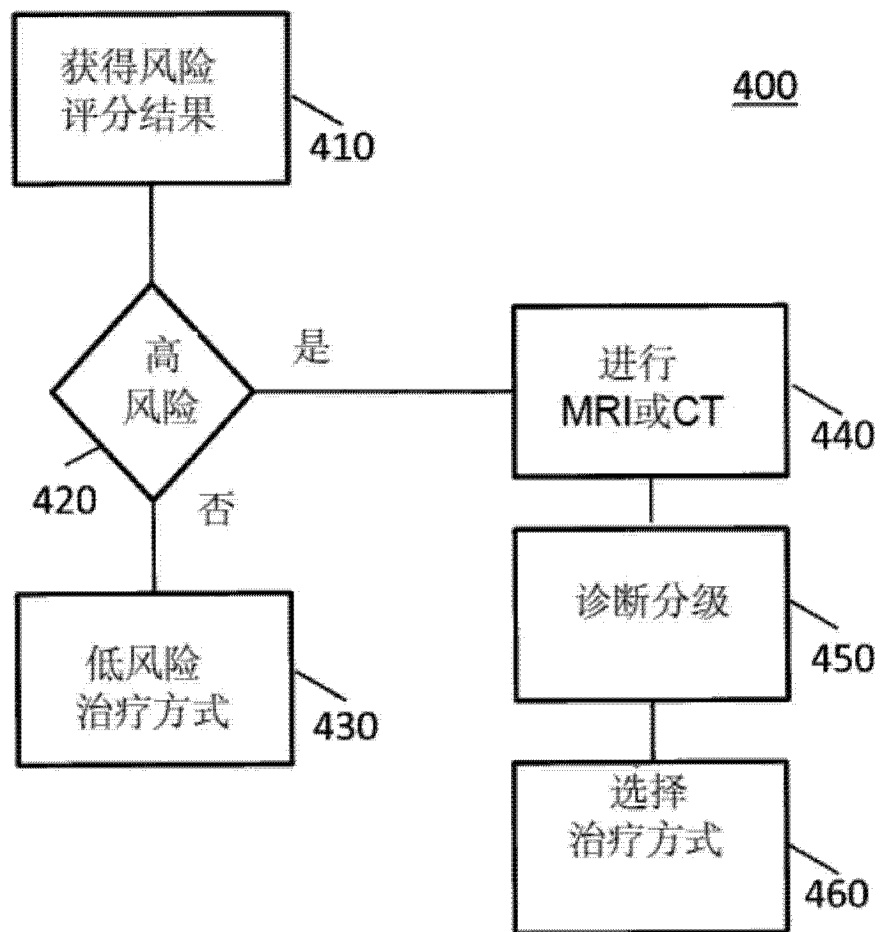 获得风险
评分结果
410
400
高
风险
420
是
否
低风险
治疗方式
430
进行
MRI或CT
440
诊断分级
450
选择
治疗方式
460